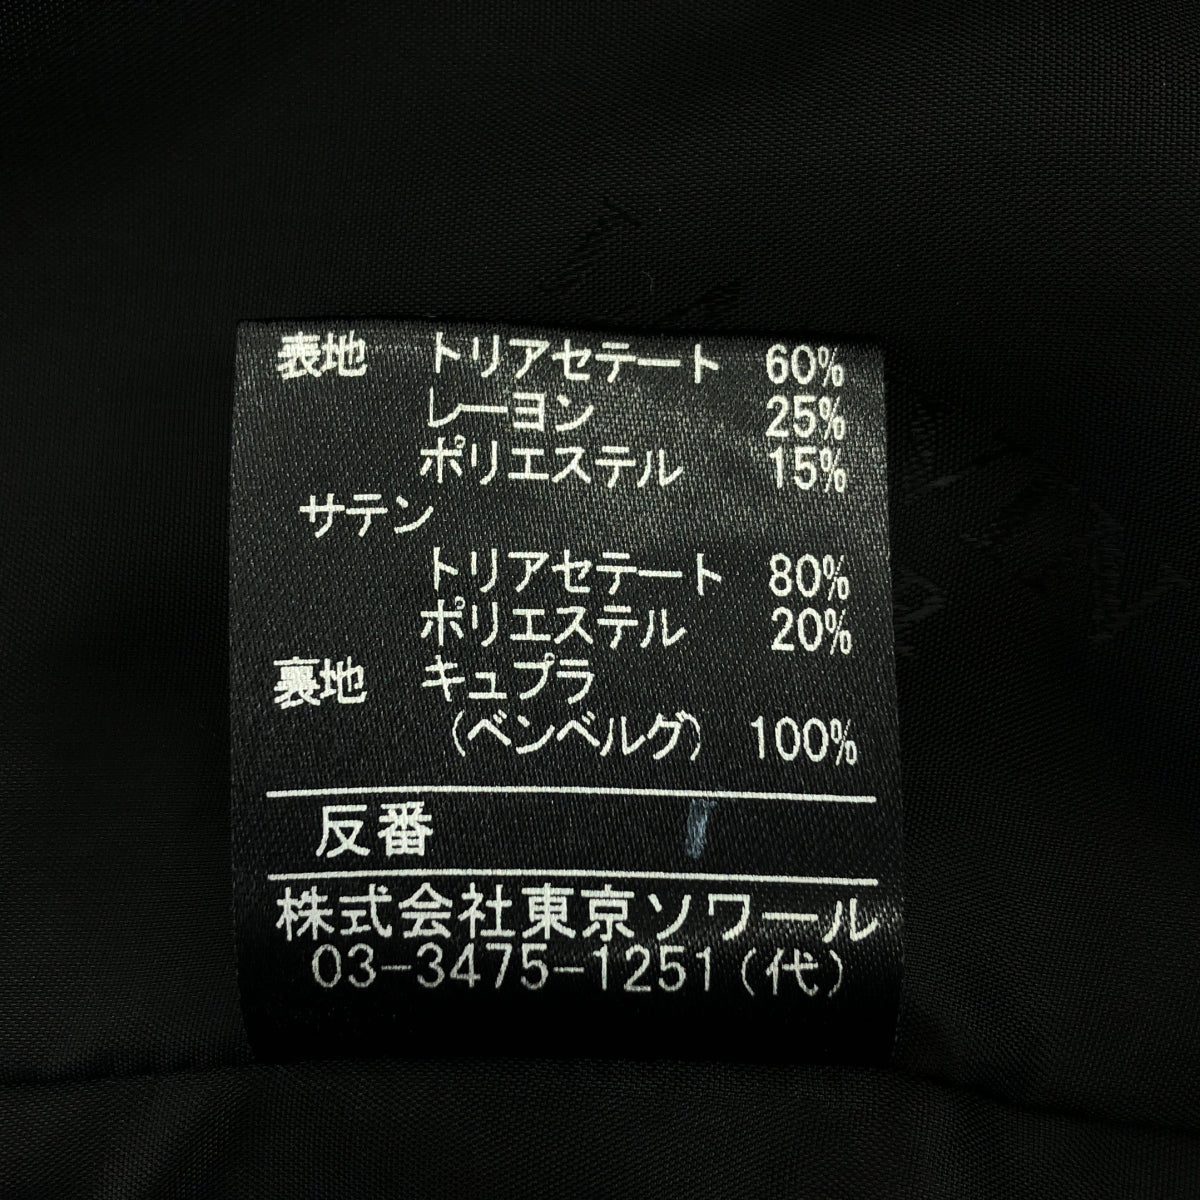 表地 トリアセテート 60%
レーヨン 25%
ポリエステル 15%
サテン
トリアセテート 80%
ポリエステル 20%
裏地 キュプラ
(ベンベルグ) 100%
反番 1
株式会社東京ソワール
03-3475-1251(代)